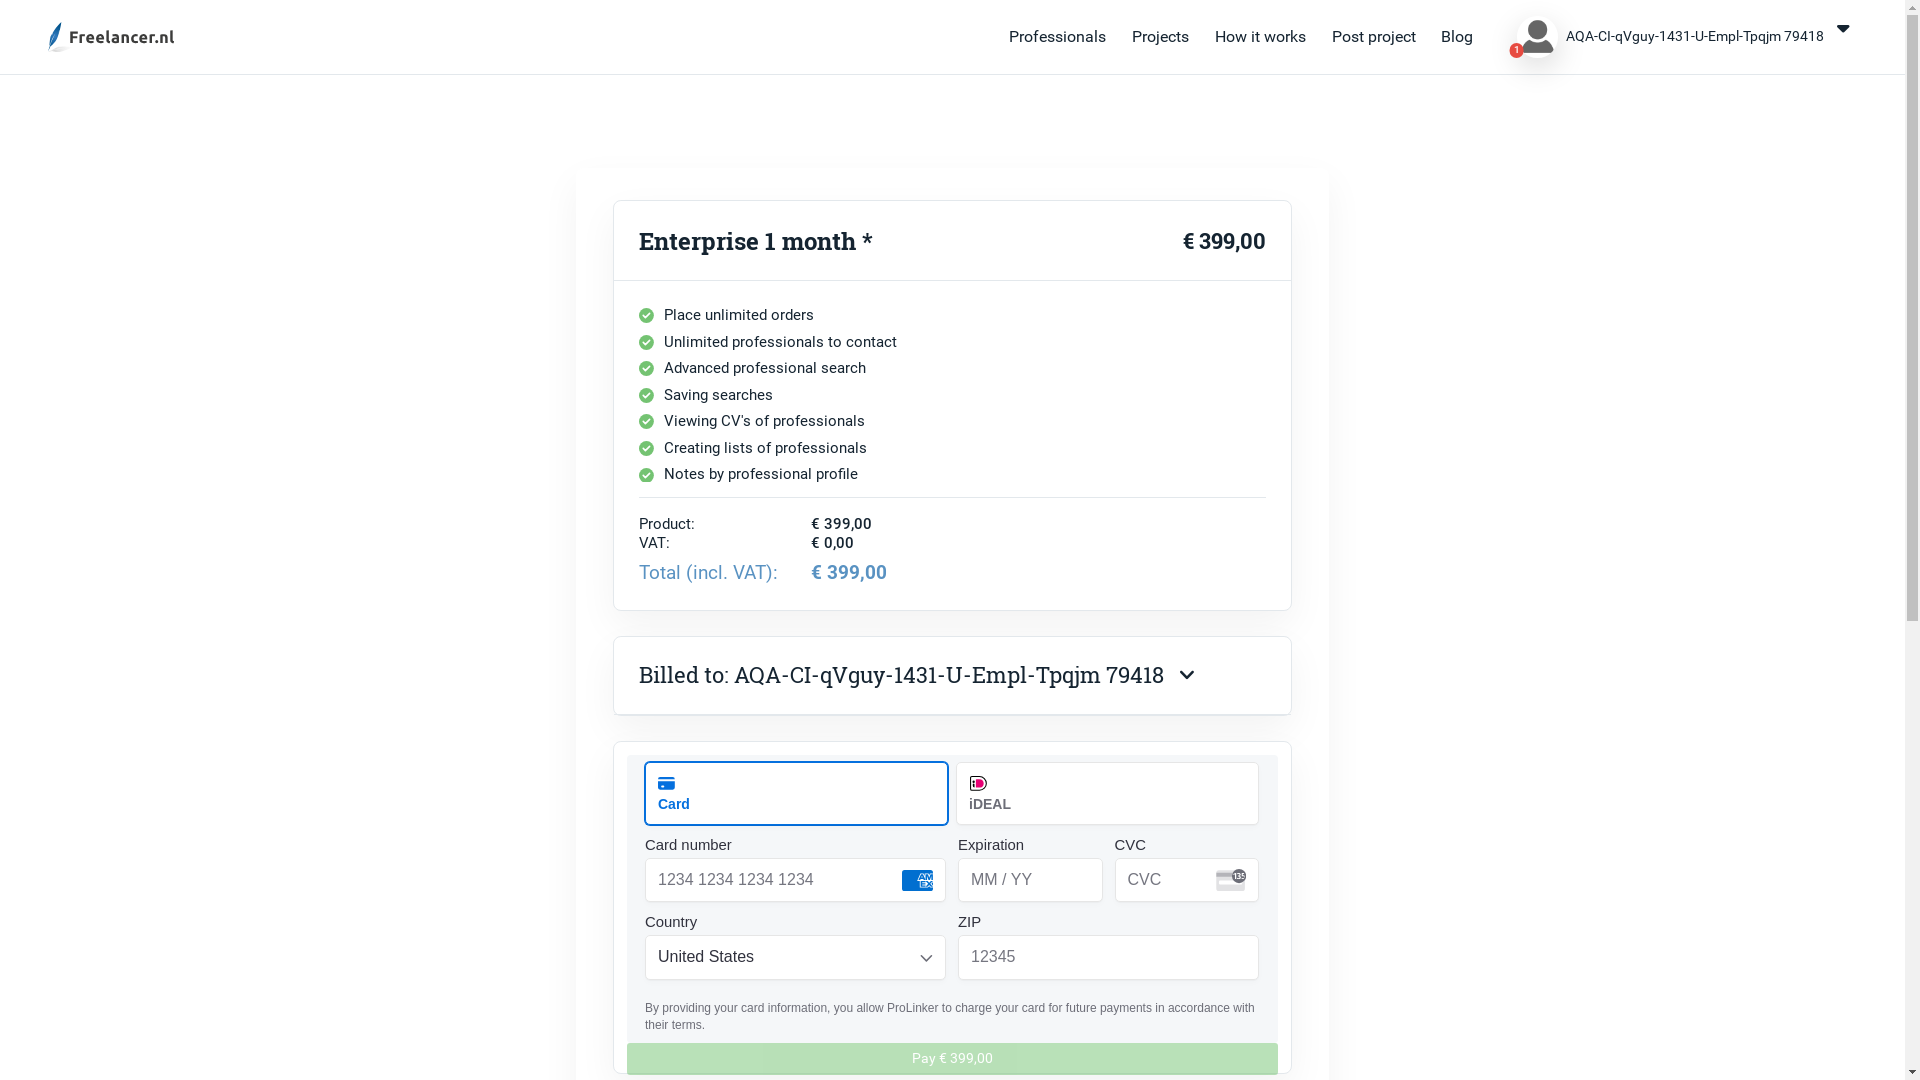 Freelancer.nl
Professionals
Projects
How it works
Post project
Blog
1
AQA-CI-qVguy-1431-U-Empl-Tpqjm 79418
Enterprise 1 month *
€ 399,00
Place unlimited orders
Unlimited professionals to contact
Advanced professional search
Saving searches
Viewing CV's of professionals
Creating lists of professionals
Notes by professional profile
Product:
€ 399,00
VAT:
€ 0,00
Total (incl. VAT):
€ 399,00
Billed to: AQA-CI-qVguy-1431-U-Empl-Tpqjm 79418
Card
iDEAL
Card number
Expiration
CVC
1234 1234 1234 1234
AM
EX
MM / YY
CVC
135
Country
ZIP
United States
12345
By providing your card information, you allow ProLinker to charge your card for future payments in accordance with
their terms.
Pay € 399,00